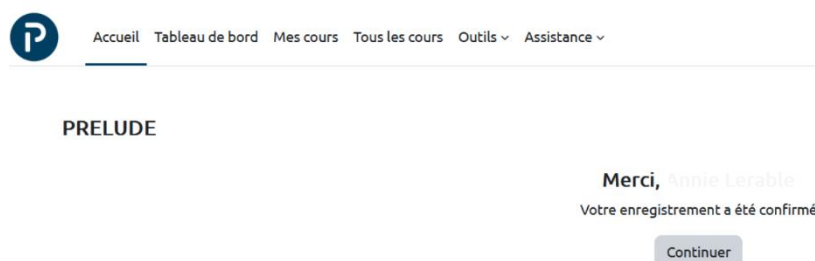 Accueil Tableau de bord Mes cours Tous les cours Outils Assistance
PRELUDE
Merci, Annie Lerable
Votre enregistrement a été confirmé
Continuer